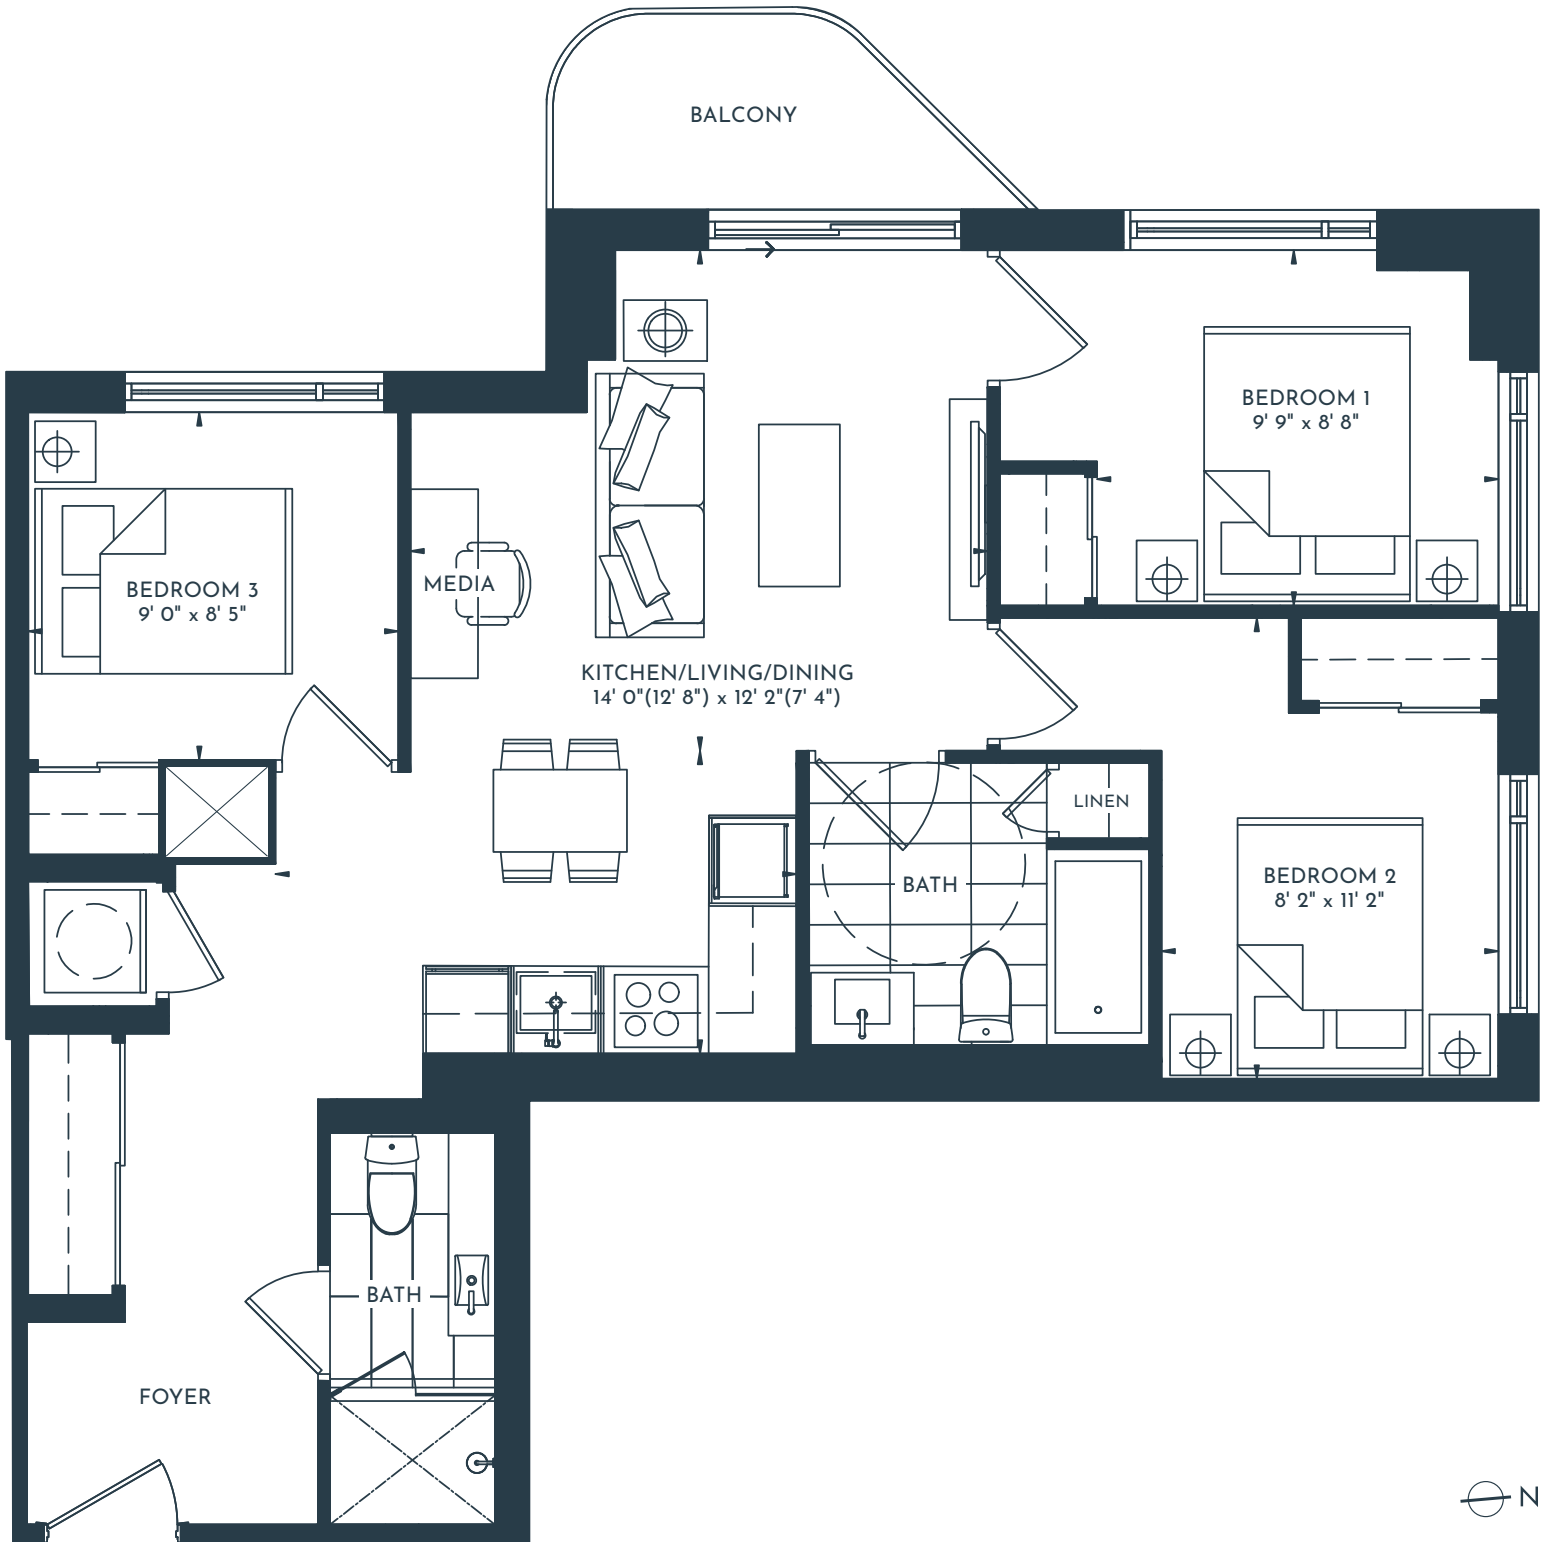 BALCONY
BEDROOM 1
9' 9" x 8' 8"
BEDROOM 3
9' 0" x 8' 5"
MEDIA
KITCHEN/LIVING/DINING
14' 0"(12' 8") x 12' 2"(7' 4")
LINEN
BATH
BEDROOM 2
8' 2" x 11' 2"
BATH
FOYER
N